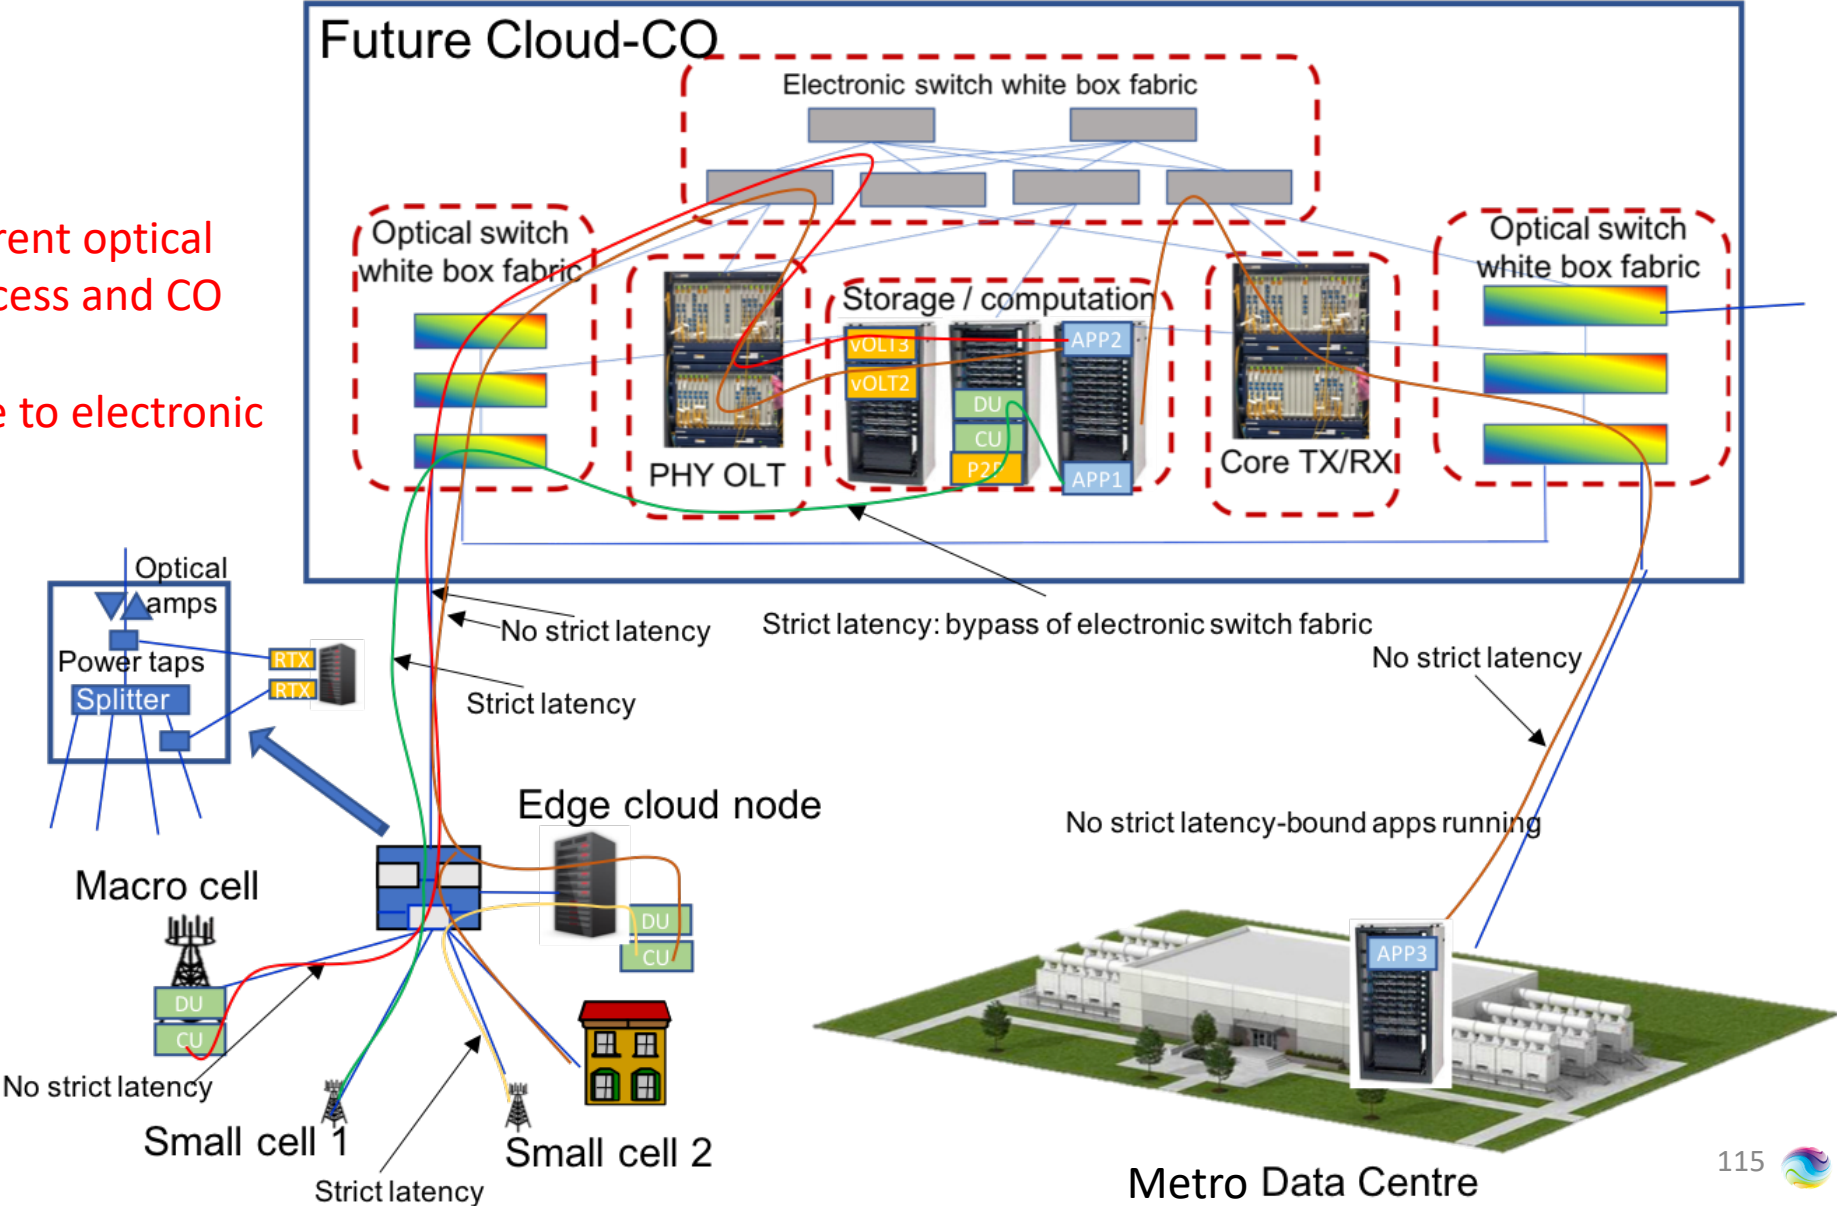 Future Cloud-CO
Electronic switch white box fabric
rent optical
cess and CO
e to electronic
Optical switch
white box fabric
PHY OLT
Storage / computation
vOLT3
vOLT2
DU
CU
APP2
APP1
Core TX/RX
Optical switch
white box fabric
Optical
amps
Power taps
Splitter
RTX
RTX
No strict latency
Strict latency
Strict latency: bypass of electronic switch fabric
No strict latency
No strict latency-bound apps running
Edge cloud node
DU
CU
Macro cell
DU
CU
No strict latency
Small cell 1
Strict latency
Small cell 2
APP3
Metro Data Centre
115